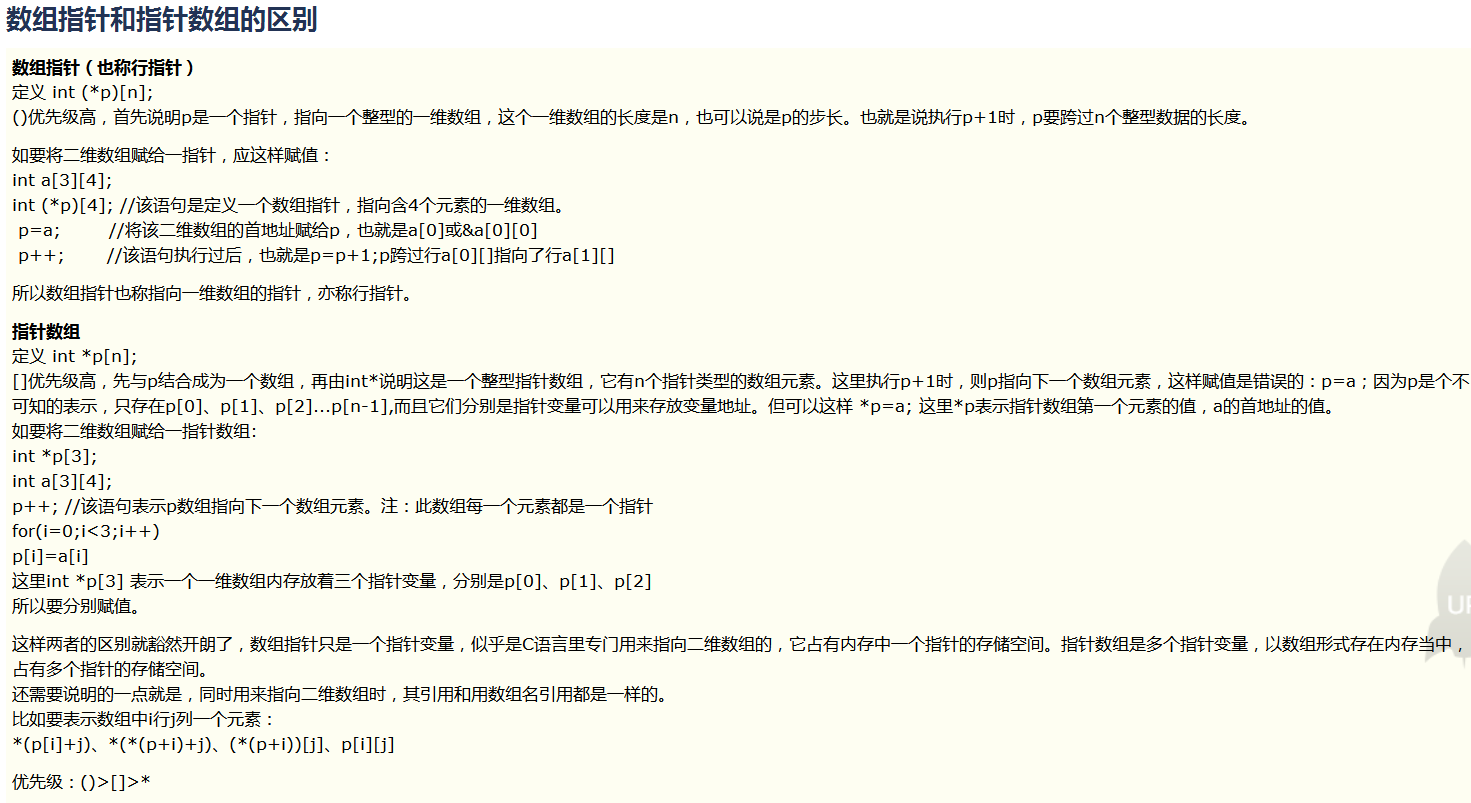 数组指针和指针数组的区别
数组指针（也称行指针）
定义 int (*p)[n];
()优先级高，首先说明p是一个指针，指向一个整型的一维数组，这个一维数组的长度是n，也可以说是p的步长。也就是说执行p+1时，p要跨过n个整型数据的长度。
如要将二维数组赋给一指针，应这样赋值：
int a[3][4];
int (*p)[4]; //该语句是定义一个数组指针，指向含4个元素的一维数组。
p=a; //将该二维数组的首地址赋给p，也就是a[0]或&a[0][0]
p++; //该语句执行过后，也就是p=p+1;p跨过行a[0][]指向了行a[1][]
所以数组指针也称指向一维数组的指针，亦称行指针。
指针数组
定义 int *p[n];
[]优先级高，先与p结合成为一个数组，再由int*说明这是一个整型指针数组，它有n个指针类型的数组元素。这里执行p+1时，则p指向下一个数组元素，这样赋值是错误的：p=a；因为p是个不
可知的表示，只存在p[0]、p[1]、p[2]...p[n-1],而且它们分别是指针变量可以用来存放变量地址。但可以这样 *p=a; 这里*p表示指针数组第一个元素的值，a的首地址的值。
如要将二维数组赋给一指针数组:
int *p[3];
int a[3][4];
p++; //该语句表示p数组指向下一个数组元素。注：此数组每一个元素都是一个指针
for(i=0;i<3;i++)
p[i]=a[i]
这里int *p[3] 表示一个一维数组内存放着三个指针变量，分别是p[0]、p[1]、p[2]
所以要分别赋值。
这样两者的区别就豁然开朗了，数组指针只是一个指针变量，似乎是C语言里专门用来指向二维数组的，它占有内存中一个指针的存储空间。指针数组是多个指针变量，以数组形式存在内存当中，
占有多个指针的存储空间。
还需要说明的一点就是，同时用来指向二维数组时，其引用和用数组名引用都是一样的。
比如要表示数组中i行j列一个元素：
*(p[i]+j)、*(*(p+i)+j)、(*(p+i))[j]、p[i][j]
优先级：()>[]>*